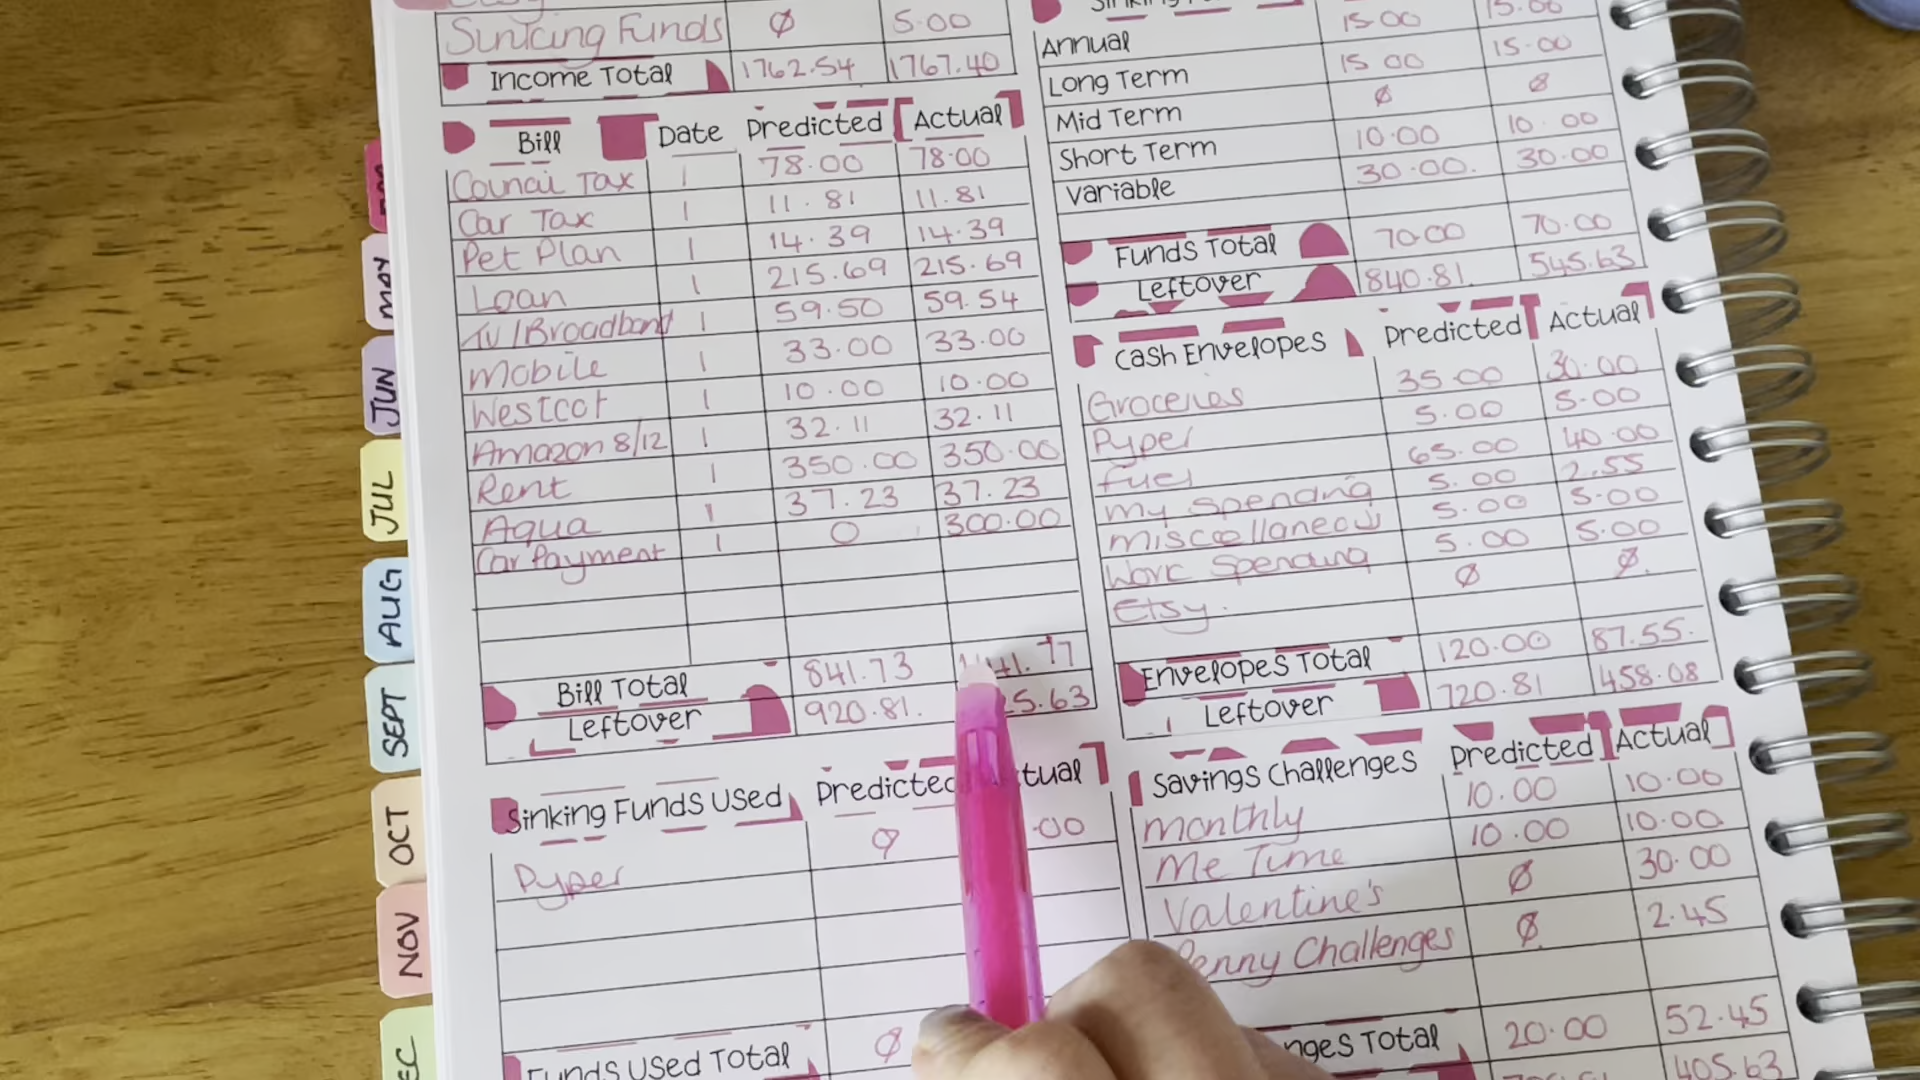 Sinking Funds Ø 5.00
Income Total 1762.54 1767.40
Bill Date Predicted Actual
Council Tax 1 78.00 78.00
Car Tax 1 11.81 11.81
Pet Plan 1 14.39 14.39
Loan 1 215.69 215.69
TV/Broadband 1 59.50 59.54
Mobile 1 33.00 33.00
Westcot 1 10.00 10.00
Amazon 8/12 1 32.11 32.11
Rent 1 350.00 350.00
Aqua 1 37.23 37.23
Car Payment 1 0 300.00
Bill Total 841.73
Leftover 920.81.
Sinking Funds Used Predicted
Pyper Ø
Funds Used Total Ø
15.00 15.00
Annual 15.00 15.00
Long Term Ø Ø
Mid Term 10.00 10.00
Short Term 30.00. 30.00
Variable
Funds Total 70.00 70.00
Leftover 840.81. 545.63
Cash Envelopes Predicted Actual
Groceries 35.00 30.00
Pyper 5.00 5.00
Fuel 65.00 40.00
My Spending 5.00 2.55
Miscellaneous 5.00 5.00
Work Spending 5.00 5.00
Etsy. Ø Ø.
Envelopes Total 120.00 87.55.
Leftover 720.81 458.08
Savings Challenges Predicted Actual
Monthly 10.00 10.00
Me Time 10.00 10.00
Valentine's Ø 30.00
Penny Challenges Ø. 2.45
Total 20.00 52.45
405.63
MAY
JUN
JUL
AUG
SEPT
OCT
NOV